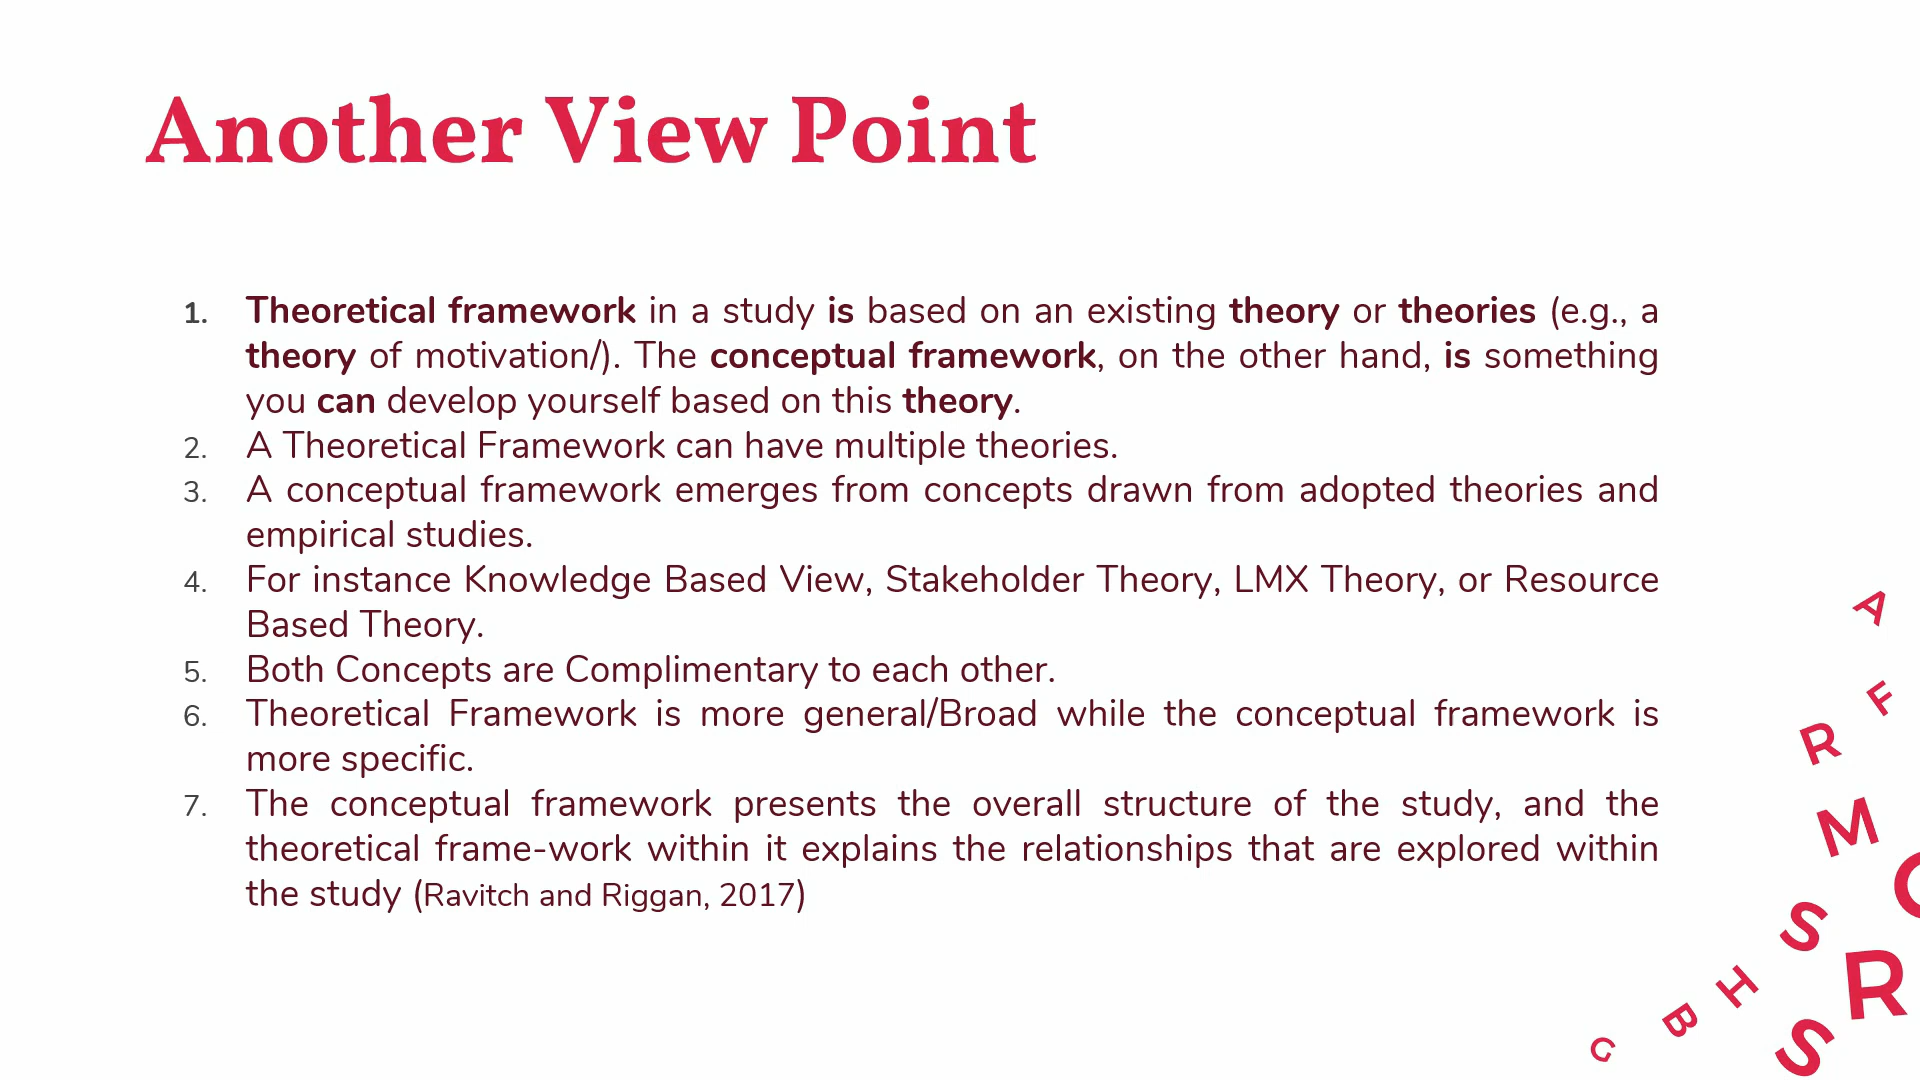 Another View Point
1. Theoretical framework in a study is based on an existing theory or theories (e.g., a
theory of motivation/). The conceptual framework, on the other hand, is something
you can develop yourself based on this theory.
2. A Theoretical Framework can have multiple theories.
3. A conceptual framework emerges from concepts drawn from adopted theories and
empirical studies.
4. For instance Knowledge Based View, Stakeholder Theory, LMX Theory, or Resource
Based Theory.
5. Both Concepts are Complimentary to each other.
6. Theoretical Framework is more general/Broad while the conceptual framework is
more specific.
7. The conceptual framework presents the overall structure of the study, and the
theoretical frame-work within it explains the relationships that are explored within
the study (Ravitch and Riggan, 2017)
A
F
R
M
S
R
H
B
S